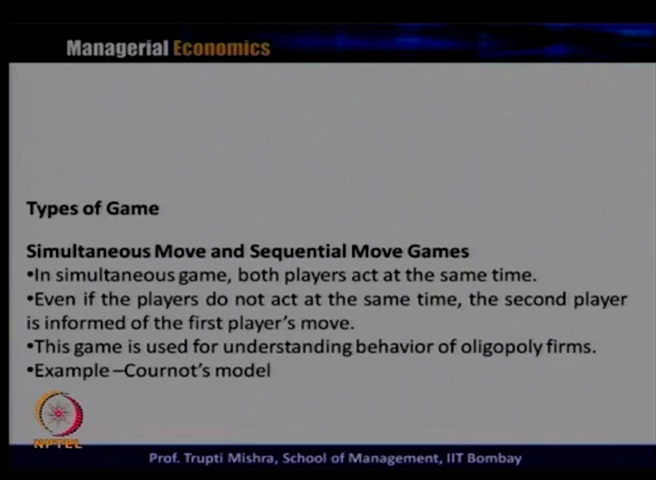 Managerial Economics
Types of Game
Simultaneous Move and Sequential Move Games
•In simultaneous game, both players act at the same time.
•Even if the players do not act at the same time, the second player
is informed of the first player's move.
•This game is used for understanding behavior of oligopoly firms.
•Example –Cournot's model
NPTEL
Prof. Trupti Mishra, School of Management, IIT Bombay